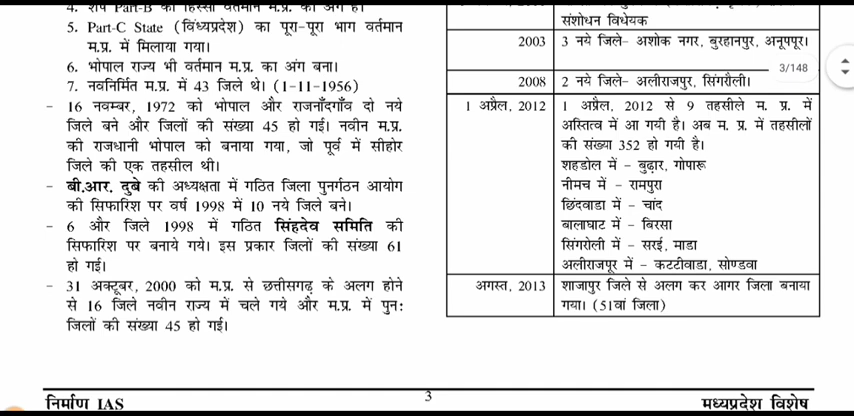 4. शेष Part-B का हिस्सा वर्तमान म.प्र. का अंग है।
5. Part-C State (विंध्यप्रदेश) का पूरा-पूरा भाग वर्तमान
म.प्र. में मिलाया गया।
6. भोपाल राज्य भी वर्तमान म.प्र. का अंग बना।
7. नवनिर्मित म.प्र. में 43 जिले थे। (1-11-1956)
- 16 नवम्बर, 1972 को भोपाल और राजनाँदगाँव दो नये
जिले बने और जिलों की संख्या 45 हो गई। नवीन म.प्र.
की राजधानी भोपाल को बनाया गया, जो पूर्व में सीहोर
जिले की एक तहसील थी।
- बी.आर. दुबे की अध्यक्षता में गठित जिला पुनर्गठन आयोग
की सिफारिश पर वर्ष 1998 में 10 नये जिले बने।
- 6 और जिले 1998 में गठित सिंहदेव समिति की
सिफारिश पर बनाये गये। इस प्रकार जिलों की संख्या 61
हो गई।
- 31 अक्टूबर, 2000 को म.प्र. से छत्तीसगढ़ के अलग होने
से 16 जिले नवीन राज्य में चले गये और म.प्र. में पुन:
जिलों की संख्या 45 हो गई।
संशोधन विधेयक
2003 3 नये जिले- अशोक नगर, बुरहानपुर, अनूपपूर।
3/148
2008 2 नये जिले- अलीराजपुर, सिंगरौली।
1 अप्रैल, 2012 1 अप्रैल, 2012 से 9 तहसीले म. प्र. में
अस्तित्व में आ गयी है। अब म. प्र. में तहसीलों
की संख्या 352 हो गयी है।
शहडोल में - बुढ़ार, गोपारू
नीमच में - रामपुरा
छिंदवाडा में - चांद
बालाघाट में - बिरसा
सिंगरोली में - सरई, माडा
अलीराजपूर में - कटटीवाडा, सोण्डवा
अगस्त, 2013 शाजापुर जिले से अलग कर आगर जिला बनाया
गया। (51वां जिला)
निर्माण IAS 3 मध्यप्रदेश विशेष